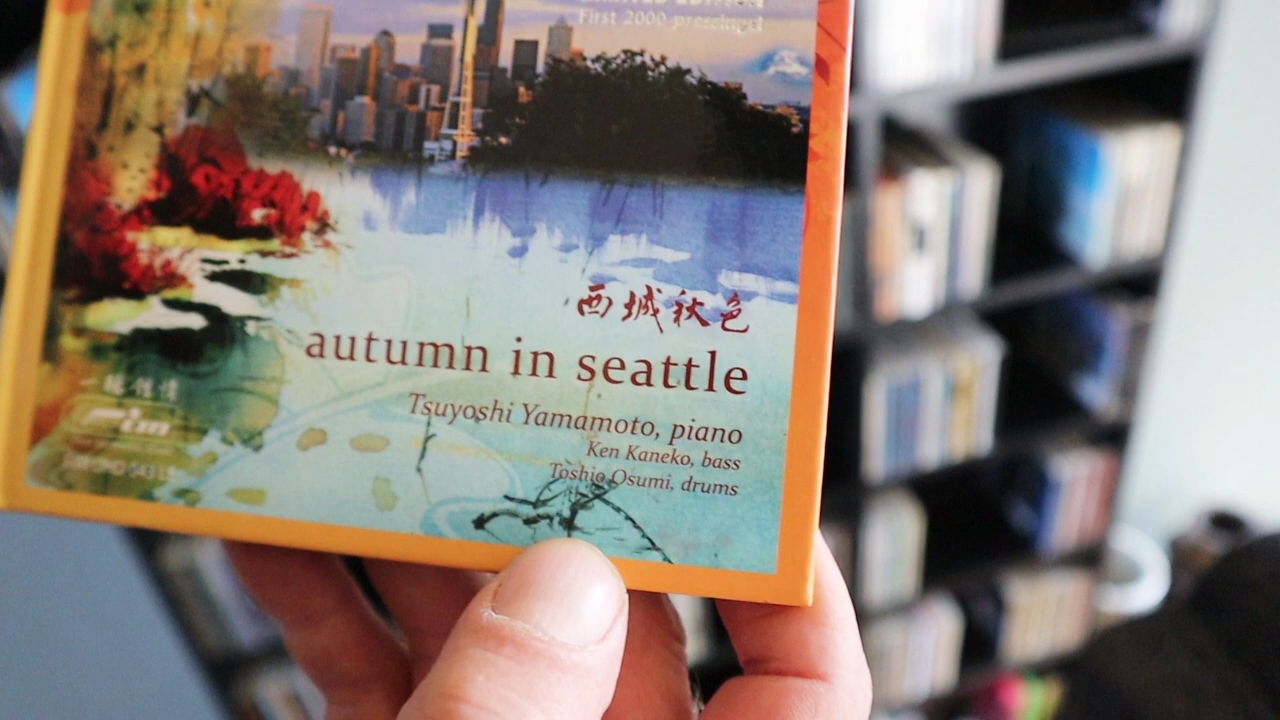 First 2000 pressings!
西城秋色
autumn in seattle
Tsuyoshi Yamamoto, piano
Ken Kaneko, bass
Toshio Osumi, drums
fim